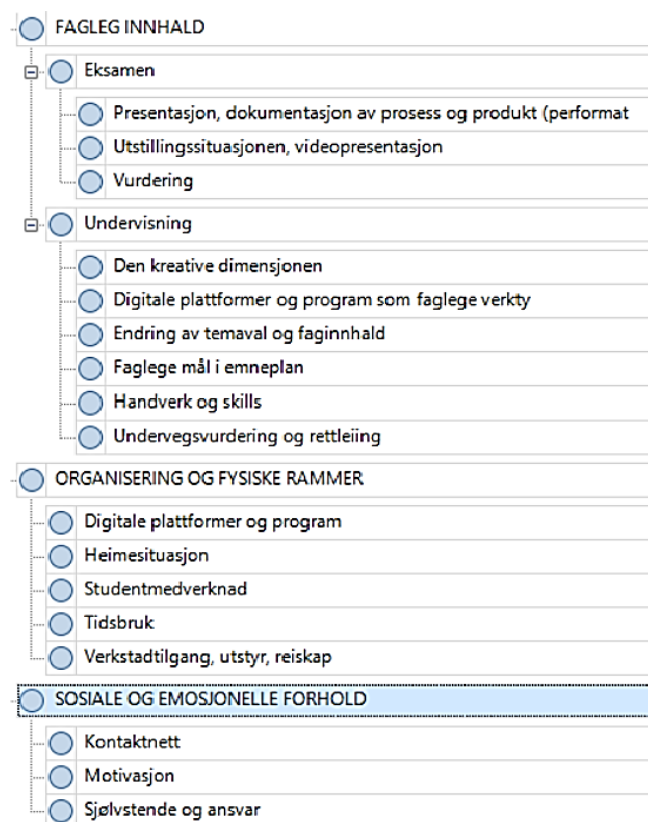 FAGLEG INNHALD
Eksamen
Presentasjon, dokumentasjon av prosess og produkt (performat
Utstillingssituasjonen, videopresentasjon
Vurdering
Undervisning
Den kreative dimensjonen
Digitale plattformer og program som faglege verkty
Endring av temaval og faginnhald
Faglege mål i emneplan
Handverk og skills
Undervegsvurdering og rettleiing
ORGANISERING OG FYSISKE RAMMER
Digitale plattformer og program
Heimesituasjon
Studentmedverknad
Tidsbruk
Verkstadtilgang, utstyr, reiskap
SOSIALE OG EMOSJONELLE FORHOLD
Kontaktnett
Motivasjon
Sjølvstende og ansvar